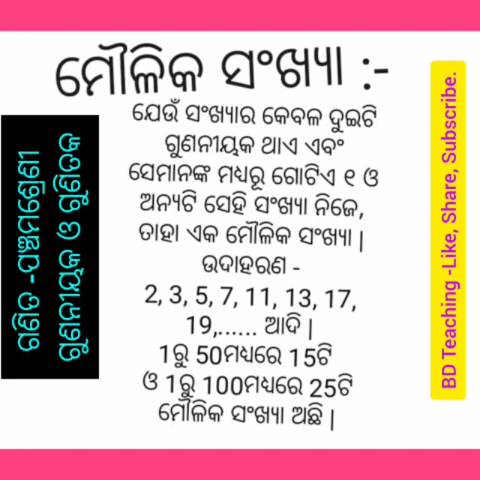 ମୌଳିକ ସଂଖ୍ୟା :-
ଯେଉଁ ସଂଖ୍ୟାର କେବଳ ଦୁଇଟି
ଗୁଣନୀୟକ ଥାଏ ଏବଂ
ସେମାନଙ୍କ ମଧ୍ୟରୁ ଗୋଟିଏ ୧ ଓ
ଅନ୍ୟଟି ସେହି ସଂଖ୍ୟା ନିଜେ,
ତାହା ଏକ ମୌଳିକ ସଂଖ୍ୟା |
ଉଦାହରଣ -
2, 3, 5, 7, 11, 13, 17,
19,...... ଆଦି |
1ରୁ 50ମଧ୍ୟରେ 15ଟି
ଓ 1ରୁ 100ମଧ୍ୟରେ 25ଟି
ମୌଳିକ ସଂଖ୍ୟା ଅଛି |
ଗଣିତ -ପଞ୍ଚମଶ୍ରେଣୀ
ଗୁଣନୀୟକ ଓ ଗୁଣିତକ
BD Teaching -Like, Share, Subscribe.